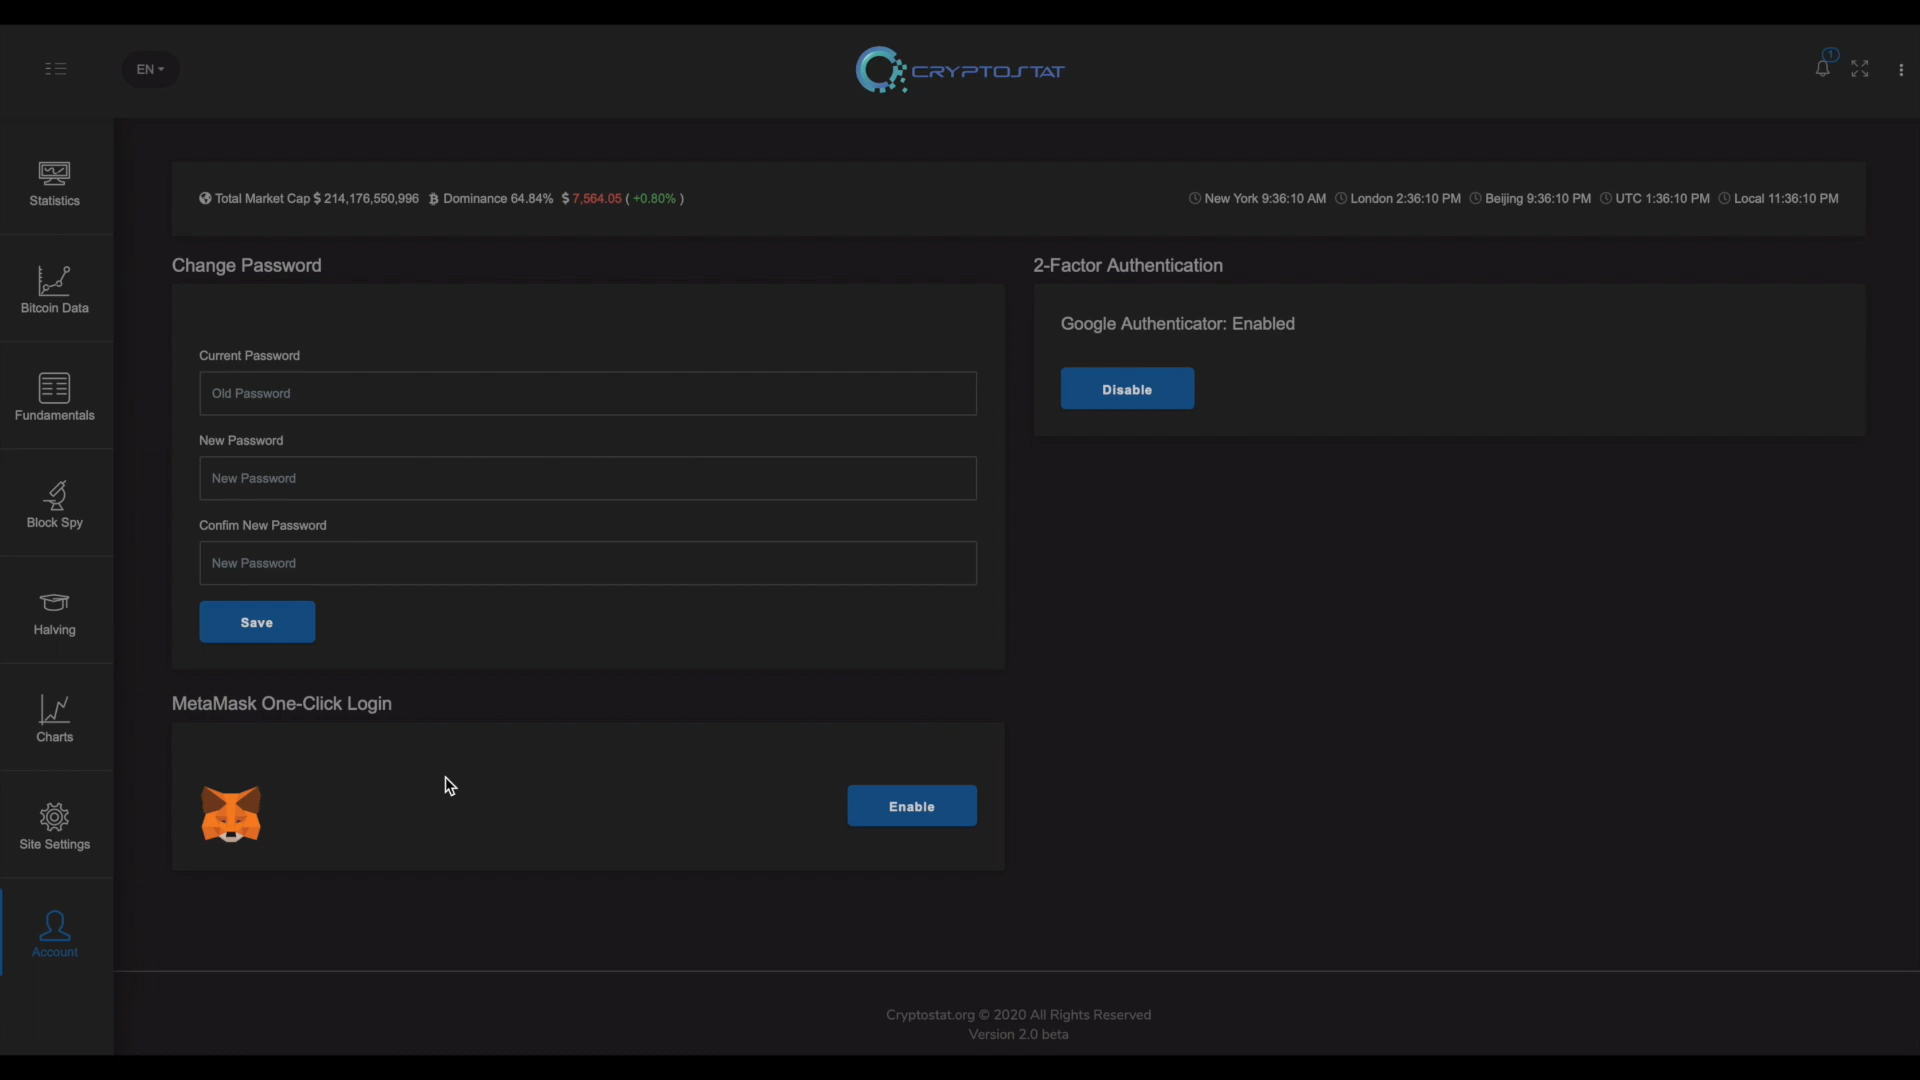 EN
CRYPTOSTAT
1
Statistics
Bitcoin Data
Fundamentals
Block Spy
Halving
Charts
Site Settings
Account
Total Market Cap $ 214,176,550,996 Dominance 64.84% $ 7,564.05 ( +0.80% )
New York 9:36:10 AM London 2:36:10 PM Beijing 9:36:10 PM UTC 1:36:10 PM Local 11:36:10 PM
Change Password
Current Password
Old Password
New Password
New Password
Confim New Password
New Password
Save
2-Factor Authentication
Google Authenticator: Enabled
Disable
MetaMask One-Click Login
Enable
Cryptostat.org © 2020 All Rights Reserved
Version 2.0 beta